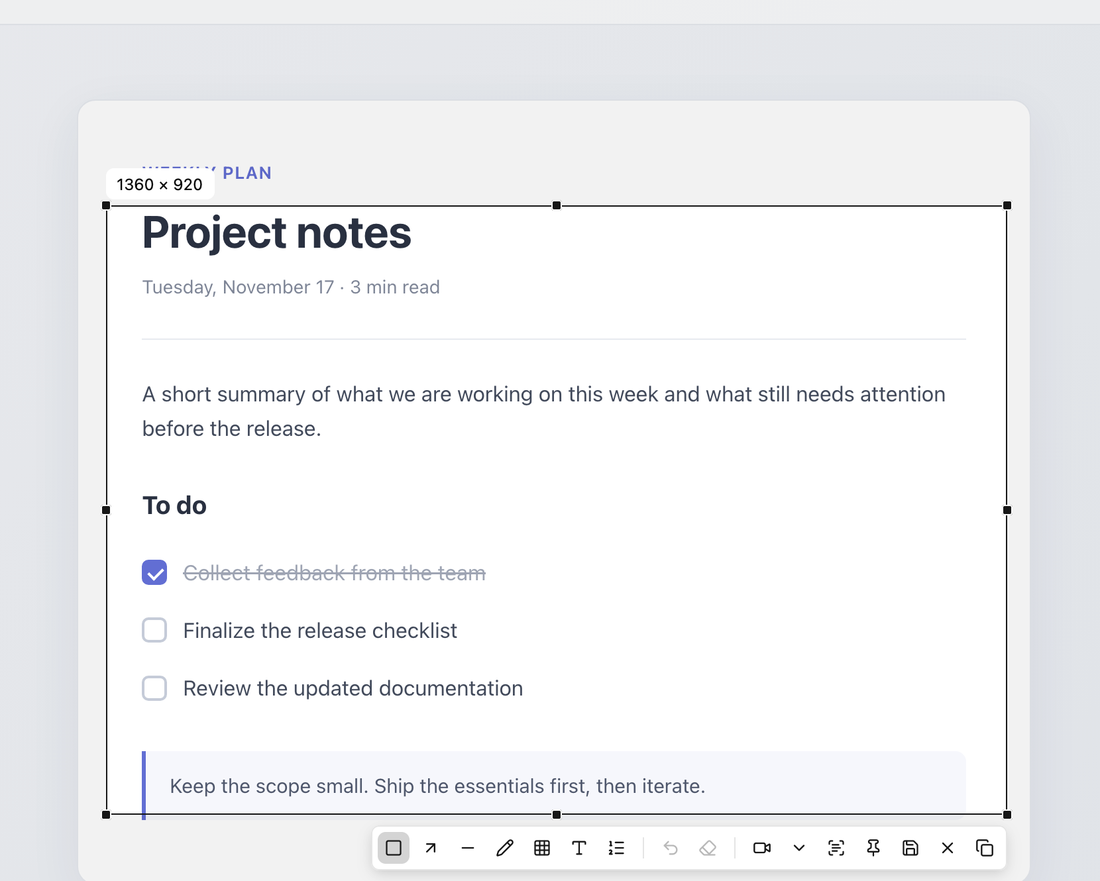 PLAN
1360 × 920
Project notes
Tuesday, November 17 · 3 min read
A short summary of what we are working on this week and what still needs attention
before the release.
To do
Collect feedback from the team
Finalize the release checklist
Review the updated documentation
Keep the scope small. Ship the essentials first, then iterate.